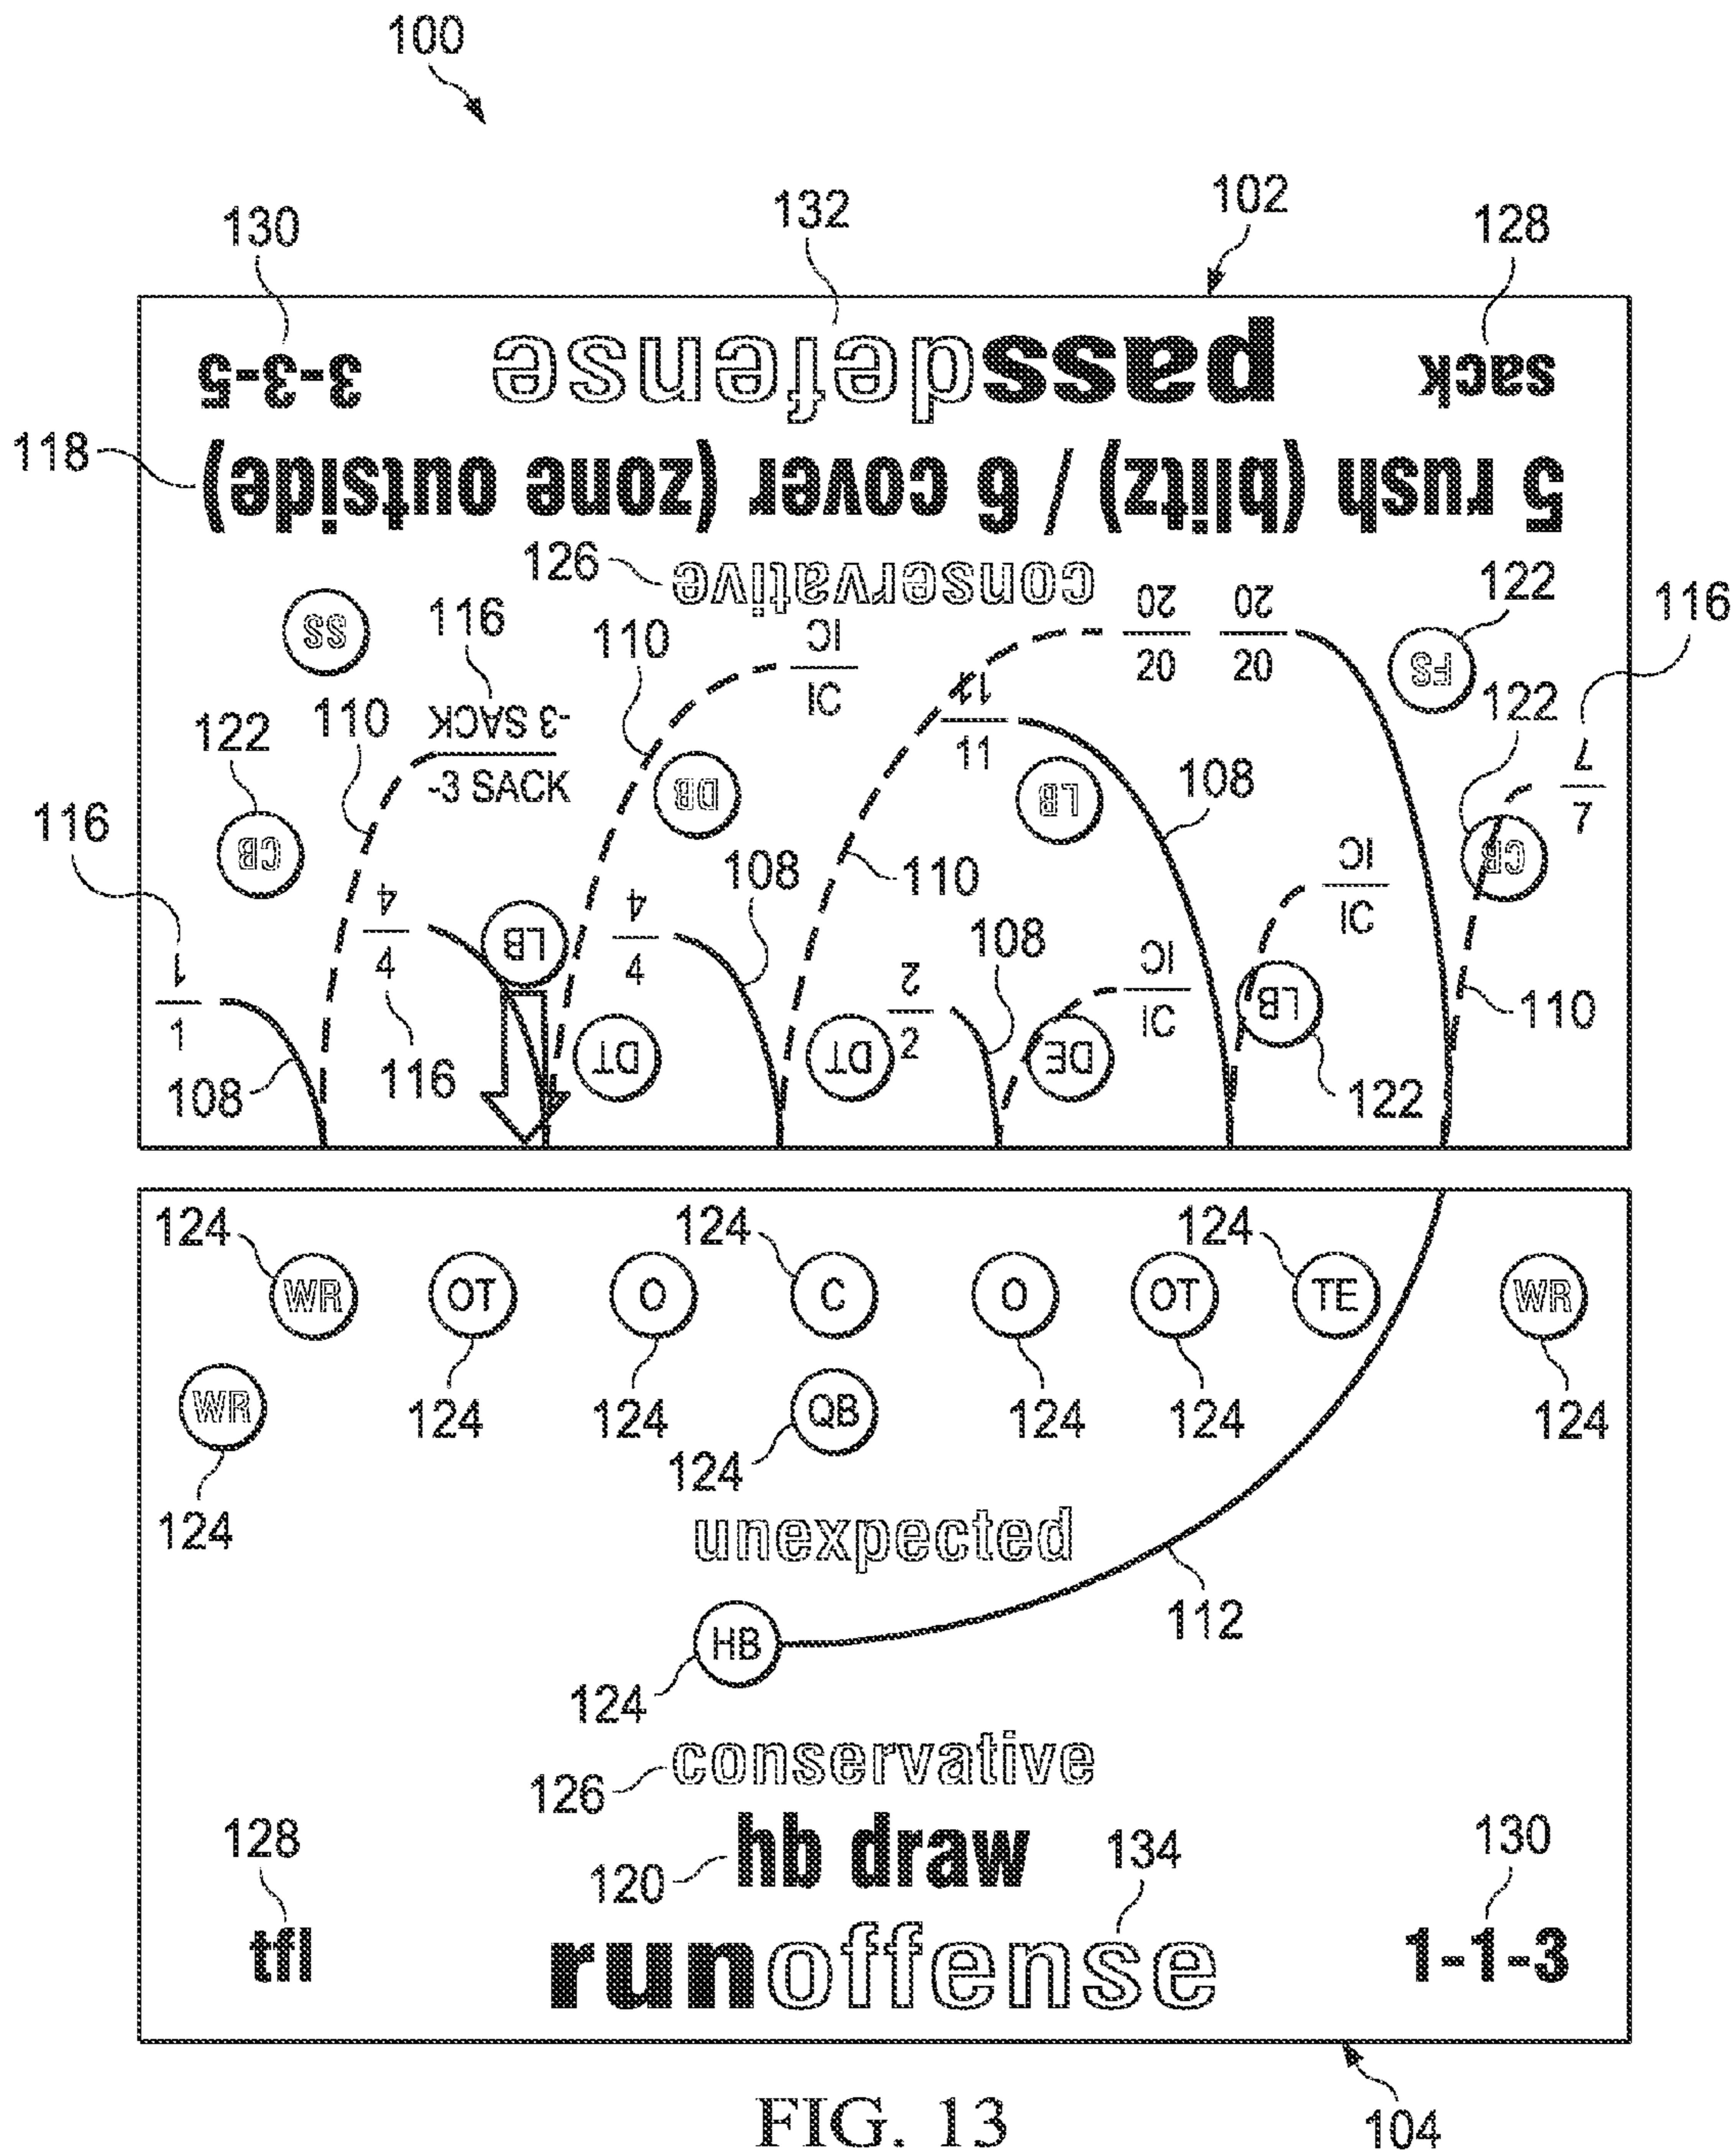 100
130 132 102 128
3-3-5 passdefense sack
118
5 rush (blitz) / 6 cover (zone outside)
126 conservative
122
116
SS 116 110 IC
IC 20
20 20
20 FS
110 -3 SACK
-3 SACK 11
11 122 7
7
122 DB LB 108
116 CB CB
4
4 LB 4
4 108 110 IC
IC
1
1 2
2 108 IC
IC LB 110
108 116 DT DT DE 122
124 124 124
WR OT O C O OT TE WR
WR 124 124 QB 124 124 124
124 124
unexpected
HB 112
124
conservative
126
hb draw
128 120 134 130
tfl runoffense 1-1-3
FIG. 13 104